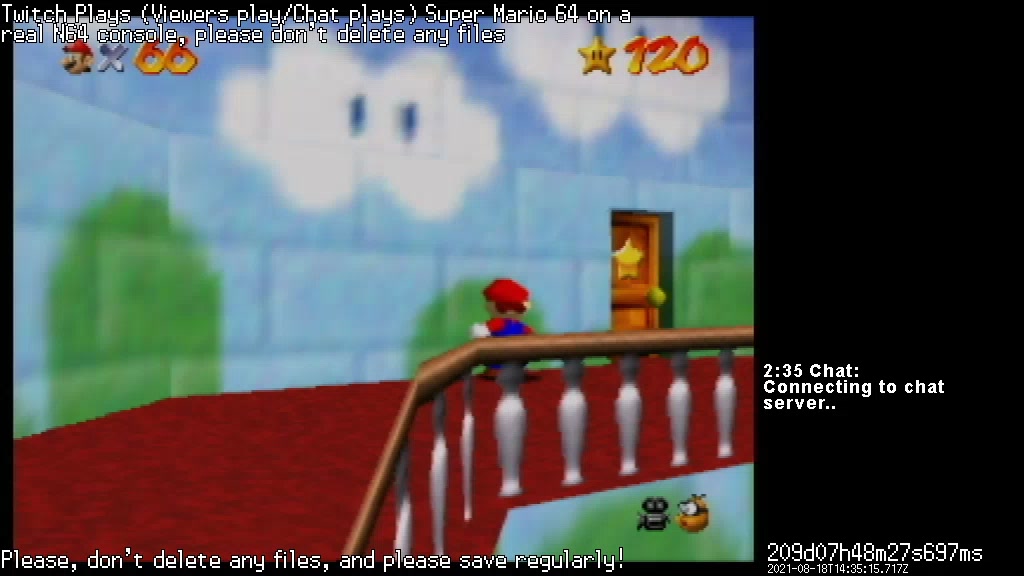 Twitch Plays (Viewers play/Chat plays) Super Mario 64 on a
real N64 console, please don't delete any files
×66
120
2:35 Chat:
Connecting to chat
server..
Please, don't delete any files, and please save regularly!
209d07h48m27s697ms
2021-08-18T14:35:15.717Z